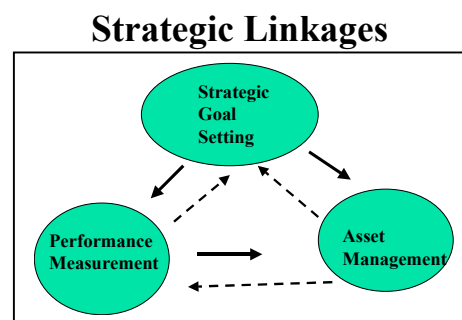 Strategic Linkages
Strategic
Goal
Setting
Performance
Measurement
Asset
Management